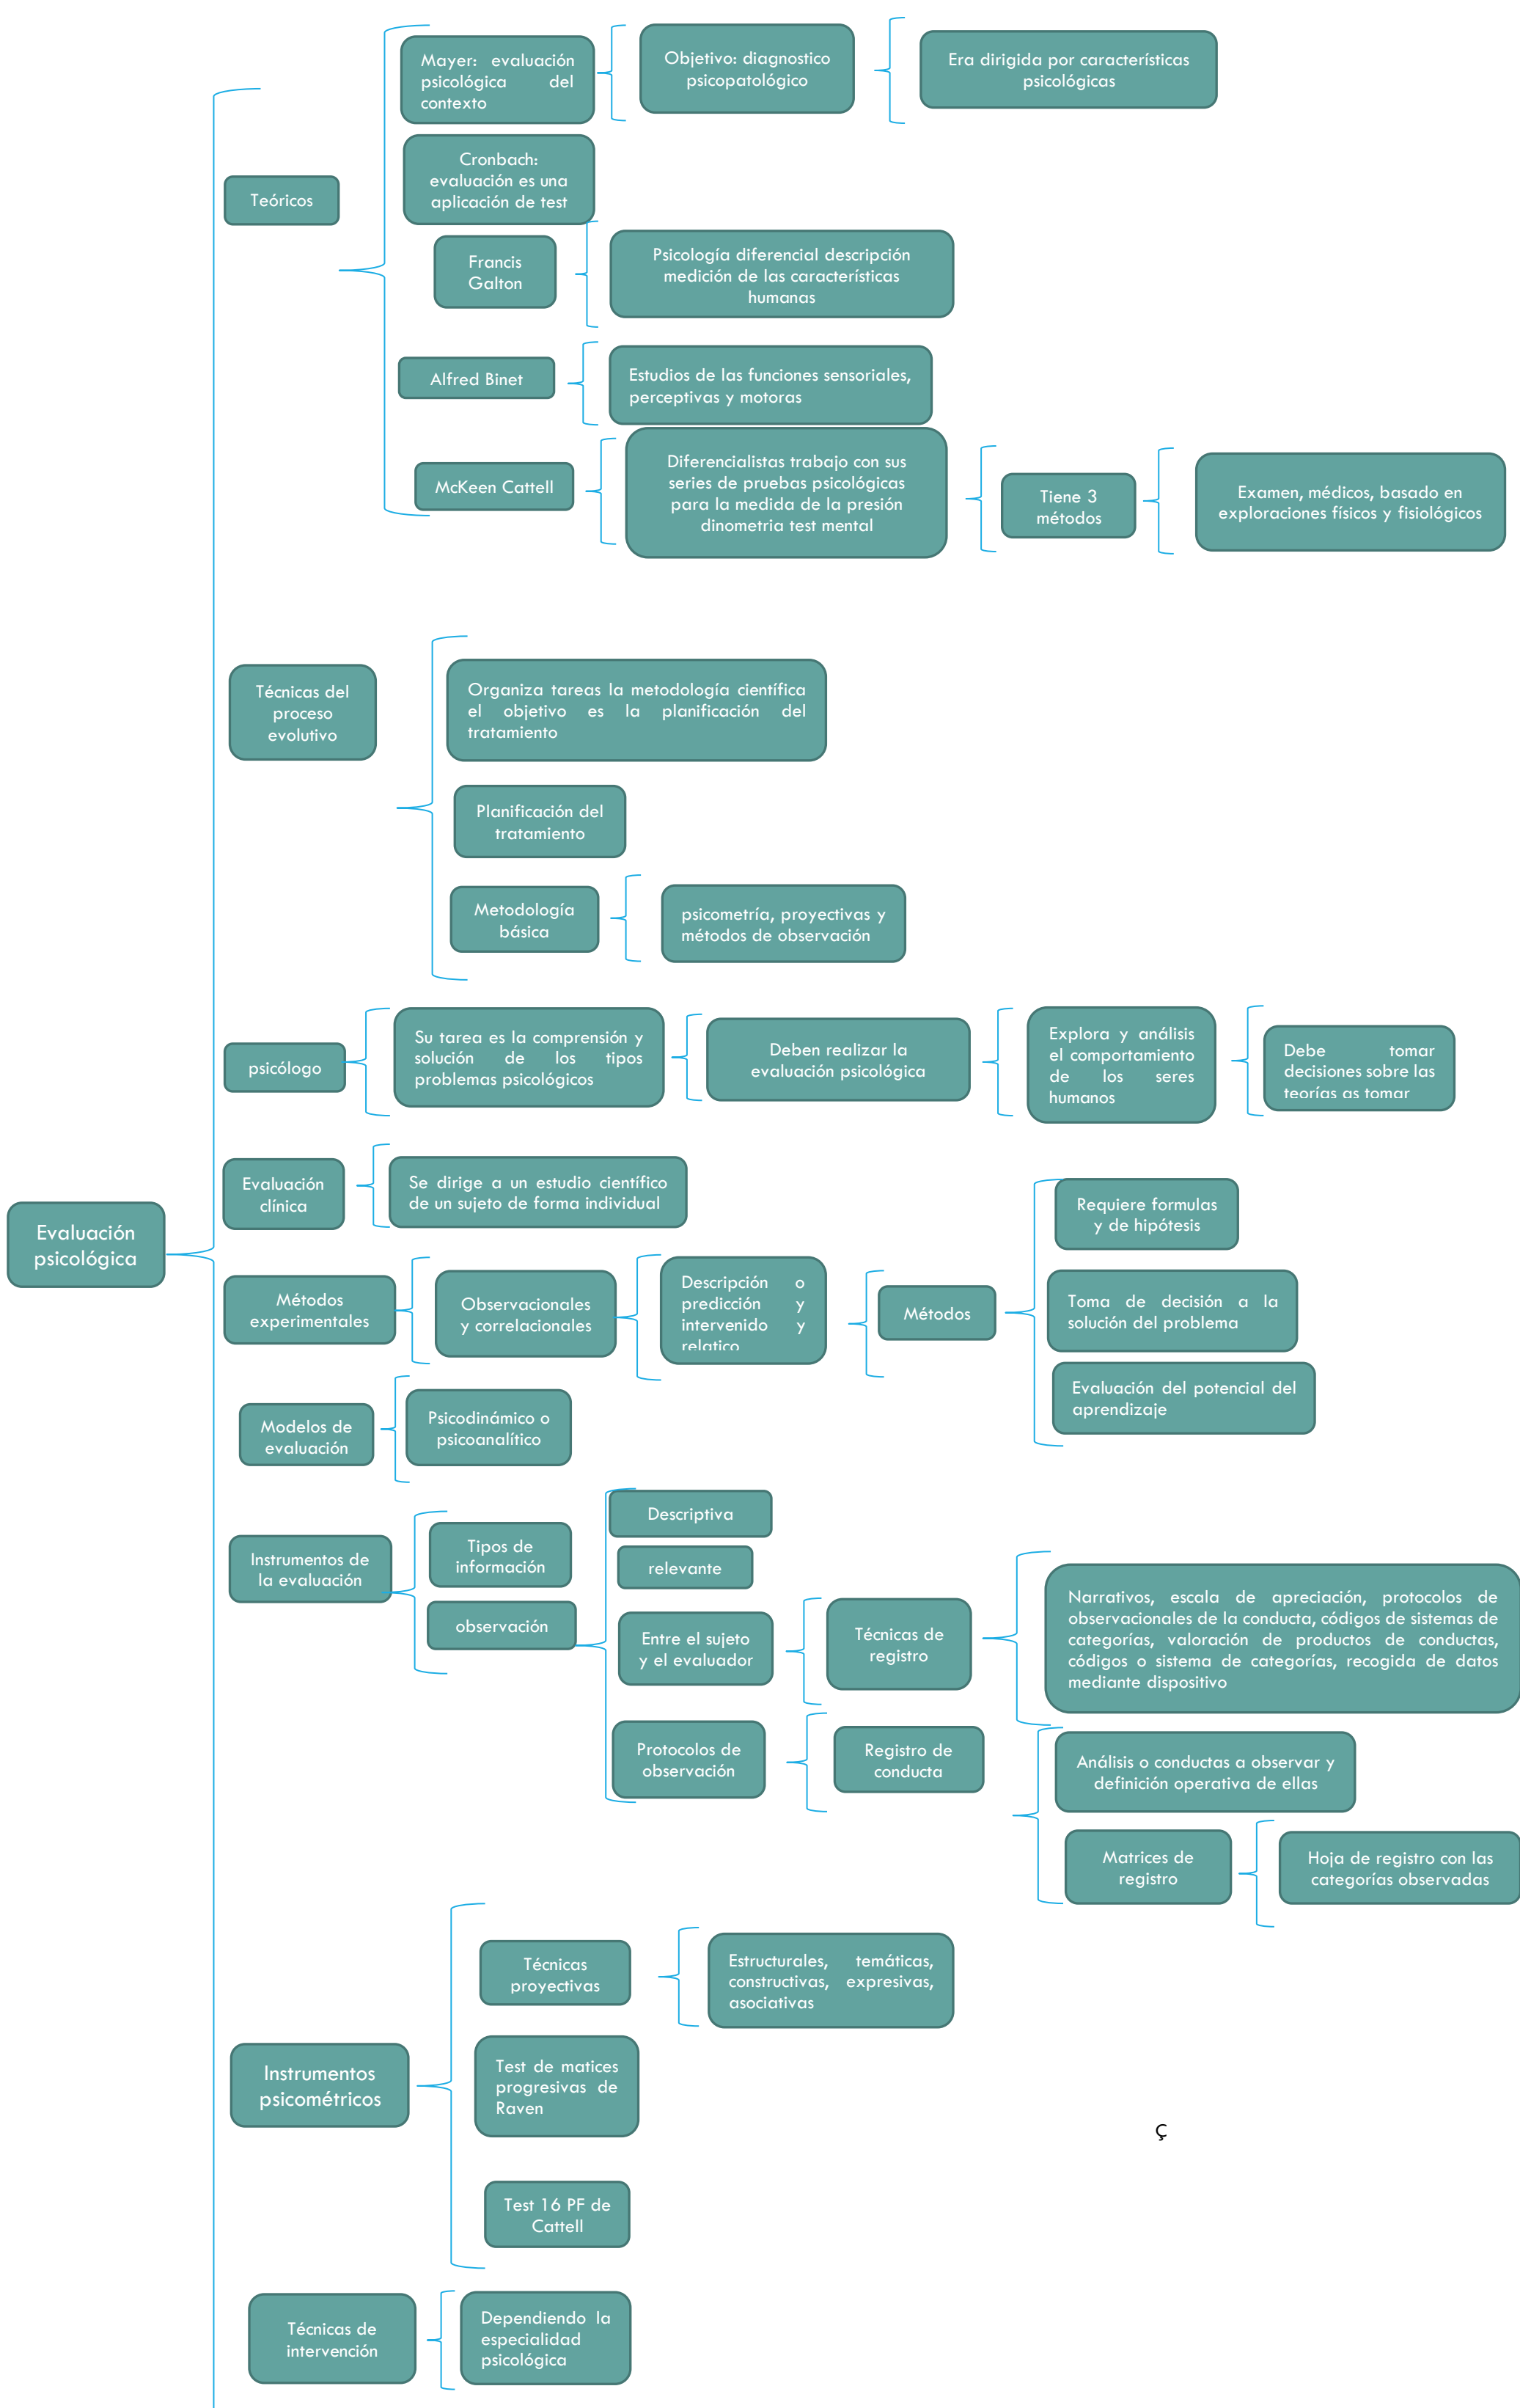 Mayer: evaluación
psicológica del
contexto
Objetivo: diagnostico
psicopatológico
Era dirigida por características
psicológicas
Teóricos
Cronbach:
evaluación es una
aplicación de test
Francis
Galton
Psicología diferencial descripción
medición de las características
humanas
Alfred Binet
Estudios de las funciones sensoriales,
perceptivas y motoras
McKeen Cattell
Diferencialistas trabajo con sus
series de pruebas psicológicas
para la medida de la presión
dinometria test mental
Tiene 3
métodos
Examen, médicos, basado en
exploraciones físicos y fisiológicos
Técnicas del
proceso
evolutivo
Organiza tareas la metodología científica
el objetivo es la planificación del
tratamiento
Planificación del
tratamiento
Metodología
básica
psicometría, proyectivas y
métodos de observación
psicólogo
Su tarea es la comprensión y
solución de los tipos
problemas psicológicos
Deben realizar la
evaluación psicológica
Explora y análisis
el comportamiento
de los seres
humanos
Debe tomar
decisiones sobre las
teorías as tomar
Evaluación
clínica
Se dirige a un estudio científico
de un sujeto de forma individual
Evaluación
psicológica
Métodos
experimentales
Observacionales
y correlacionales
Descripción o
predicción y
intervenido y
relatico
Métodos
Requiere formulas
y de hipótesis
Toma de decisión a la
solución del problema
Evaluación del potencial del
aprendizaje
Modelos de
evaluación
Psicodinámico o
psicoanalítico
Instrumentos de
la evaluación
Tipos de
información
observación
Descriptiva
relevante
Entre el sujeto
y el evaluador
Técnicas de
registro
Narrativos, escala de apreciación, protocolos de
observacionales de la conducta, códigos de sistemas de
categorías, valoración de productos de conductas,
códigos o sistema de categorías, recogida de datos
mediante dispositivo
Protocolos de
observación
Registro de
conducta
Análisis o conductas a observar y
definición operativa de ellas
Matrices de
registro
Hoja de registro con las
categorías observadas
Instrumentos
psicométricos
Técnicas
proyectivas
Estructurales, temáticas,
constructivas, expresivas,
asociativas
Test de matices
progresivas de
Raven
ç
Test 16 PF de
Cattell
Técnicas de
intervención
Dependiendo la
especialidad
psicológica